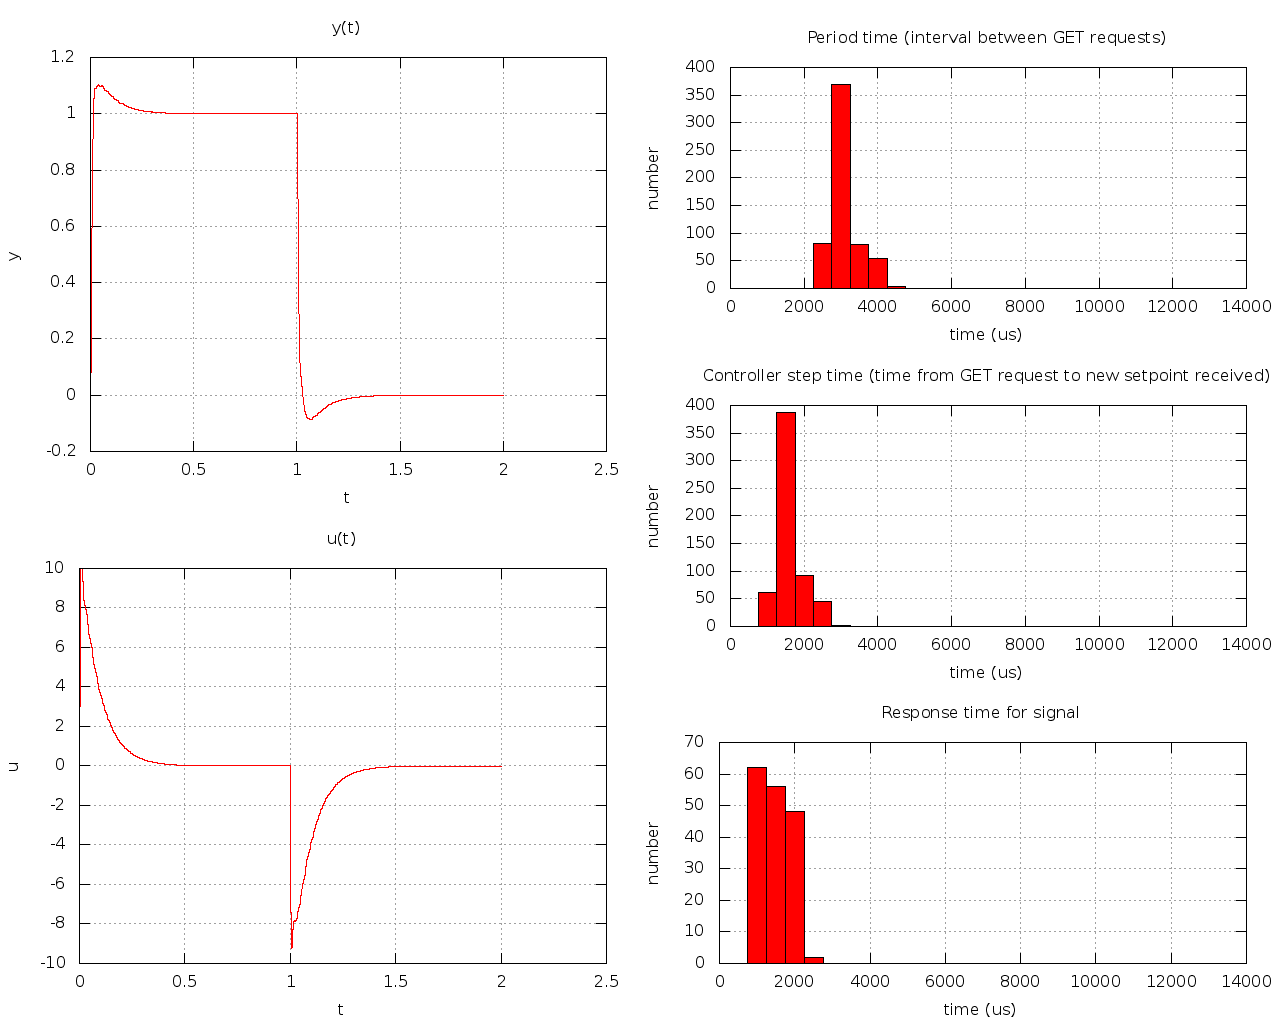 y(t)
1.2
1
0.8
0.6
0.4
0.2
0
-0.2
y
0 0.5 1 1.5 2 2.5
t
u(t)
10
8
6
4
2
0
-2
-4
-6
-8
-10
u
0 0.5 1 1.5 2 2.5
t
Period time (interval between GET requests)
400
350
300
250
200
150
100
50
0
number
0 2000 4000 6000 8000 10000 12000 14000
time (us)
Controller step time (time from GET request to new setpoint received)
400
350
300
250
200
150
100
50
0
number
0 2000 4000 6000 8000 10000 12000 14000
time (us)
Response time for signal
70
60
50
40
30
20
10
0
number
0 2000 4000 6000 8000 10000 12000 14000
time (us)